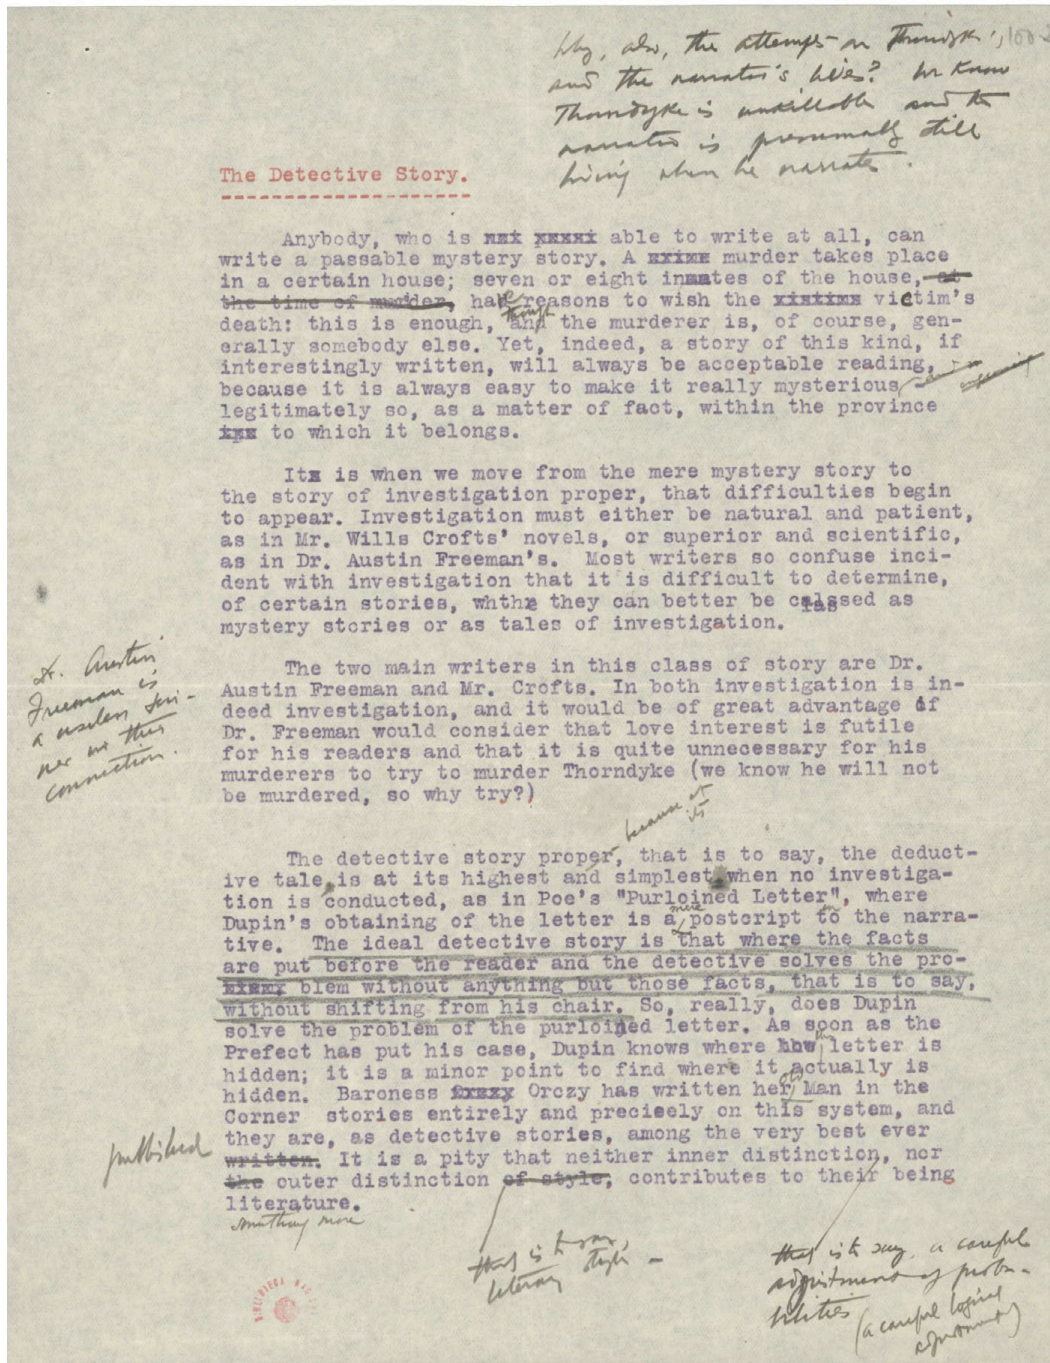 Why, also, the attempts on Thorndyke's,
and the narrator's lives? We know
Thorndyke is unkillable and the
narrator is presumably still
living when he narrates.
100-2
The Detective Story.
Anybody, who is able to write at all, can
write a passable mystery story. A murder takes place
in a certain house; seven or eight inmates of the house, at
the time of murder, have reasons to wish the victim's
death: this is enough, though and the murderer is, of course, gen-
erally somebody else. Yet, indeed, a story of this kind, if
interestingly written, will always be acceptable reading,
because it is always easy to make it really mysterious
legitimately so, as a matter of fact, within the province
to which it belongs.
It is when we move from the mere mystery story to
the story of investigation proper, that difficulties begin
to appear. Investigation must either be natural and patient,
as in Mr. Wills Crofts' novels, or superior and scientific,
as in Dr. Austin Freeman's. Most writers so confuse inci-
dent with investigation that it is difficult to determine,
of certain stories, whthre they can better be classed as
mystery stories or as tales of investigation.
The two main writers in this class of story are Dr.
Austin Freeman and Mr. Crofts. In both investigation is in-
deed investigation, and it would be of great advantage if
Dr. Freeman would consider that love interest is futile
for his readers and that it is quite unnecessary for his
murderers to try to murder Thorndyke (we know he will not
be murdered, so why try?)
Dr. Austin
Freeman is
a useless sin-
ner in this
connection.
because at
its
The detective story proper, that is to say, the deduct-
ive tale, is at its highest and simplest when no investiga-
tion is conducted, as in Poe's "Purloined Letter", where
Dupin's obtaining of the letter is a mere postcript to the narra-
tive. The ideal detective story is that where the facts
are put before the reader and the detective solves the pro-
blem without anything but those facts, that is to say,
without shifting from his chair. So, really, does Dupin
solve the problem of the purloined letter. As soon as the
Prefect has put his case, Dupin knows where how the letter is
hidden; it is a minor point to find where it actually is
hidden. Baroness Orczy has written her Old Man in the
Corner stories entirely and precisely on this system, and
they are, as detective stories, among the very best ever
published
written. It is a pity that neither inner distinction, nor
the outer distinction of style, contributes to their being
literature.
something more
that is to say,
literary style -
that is to say, a careful
adjustment of proba-
bilities
(a careful logical
adjustment)